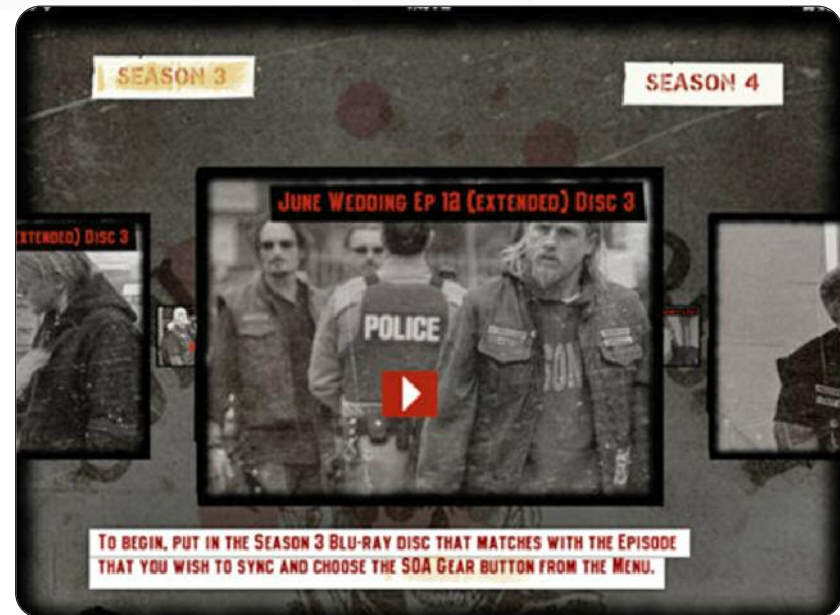 SEASON 3
SEASON 4
JUNE WEDDING EP 12 (EXTENDED) DISC 3
EXTENDED) DISC 3
POLICE
SON
TO BEGIN, PUT IN THE SEASON 3 BLU-RAY DISC THAT MATCHES WITH THE EPISODE
THAT YOU WISH TO SYNC AND CHOOSE THE SOA GEAR BUTTON FROM THE MENU.